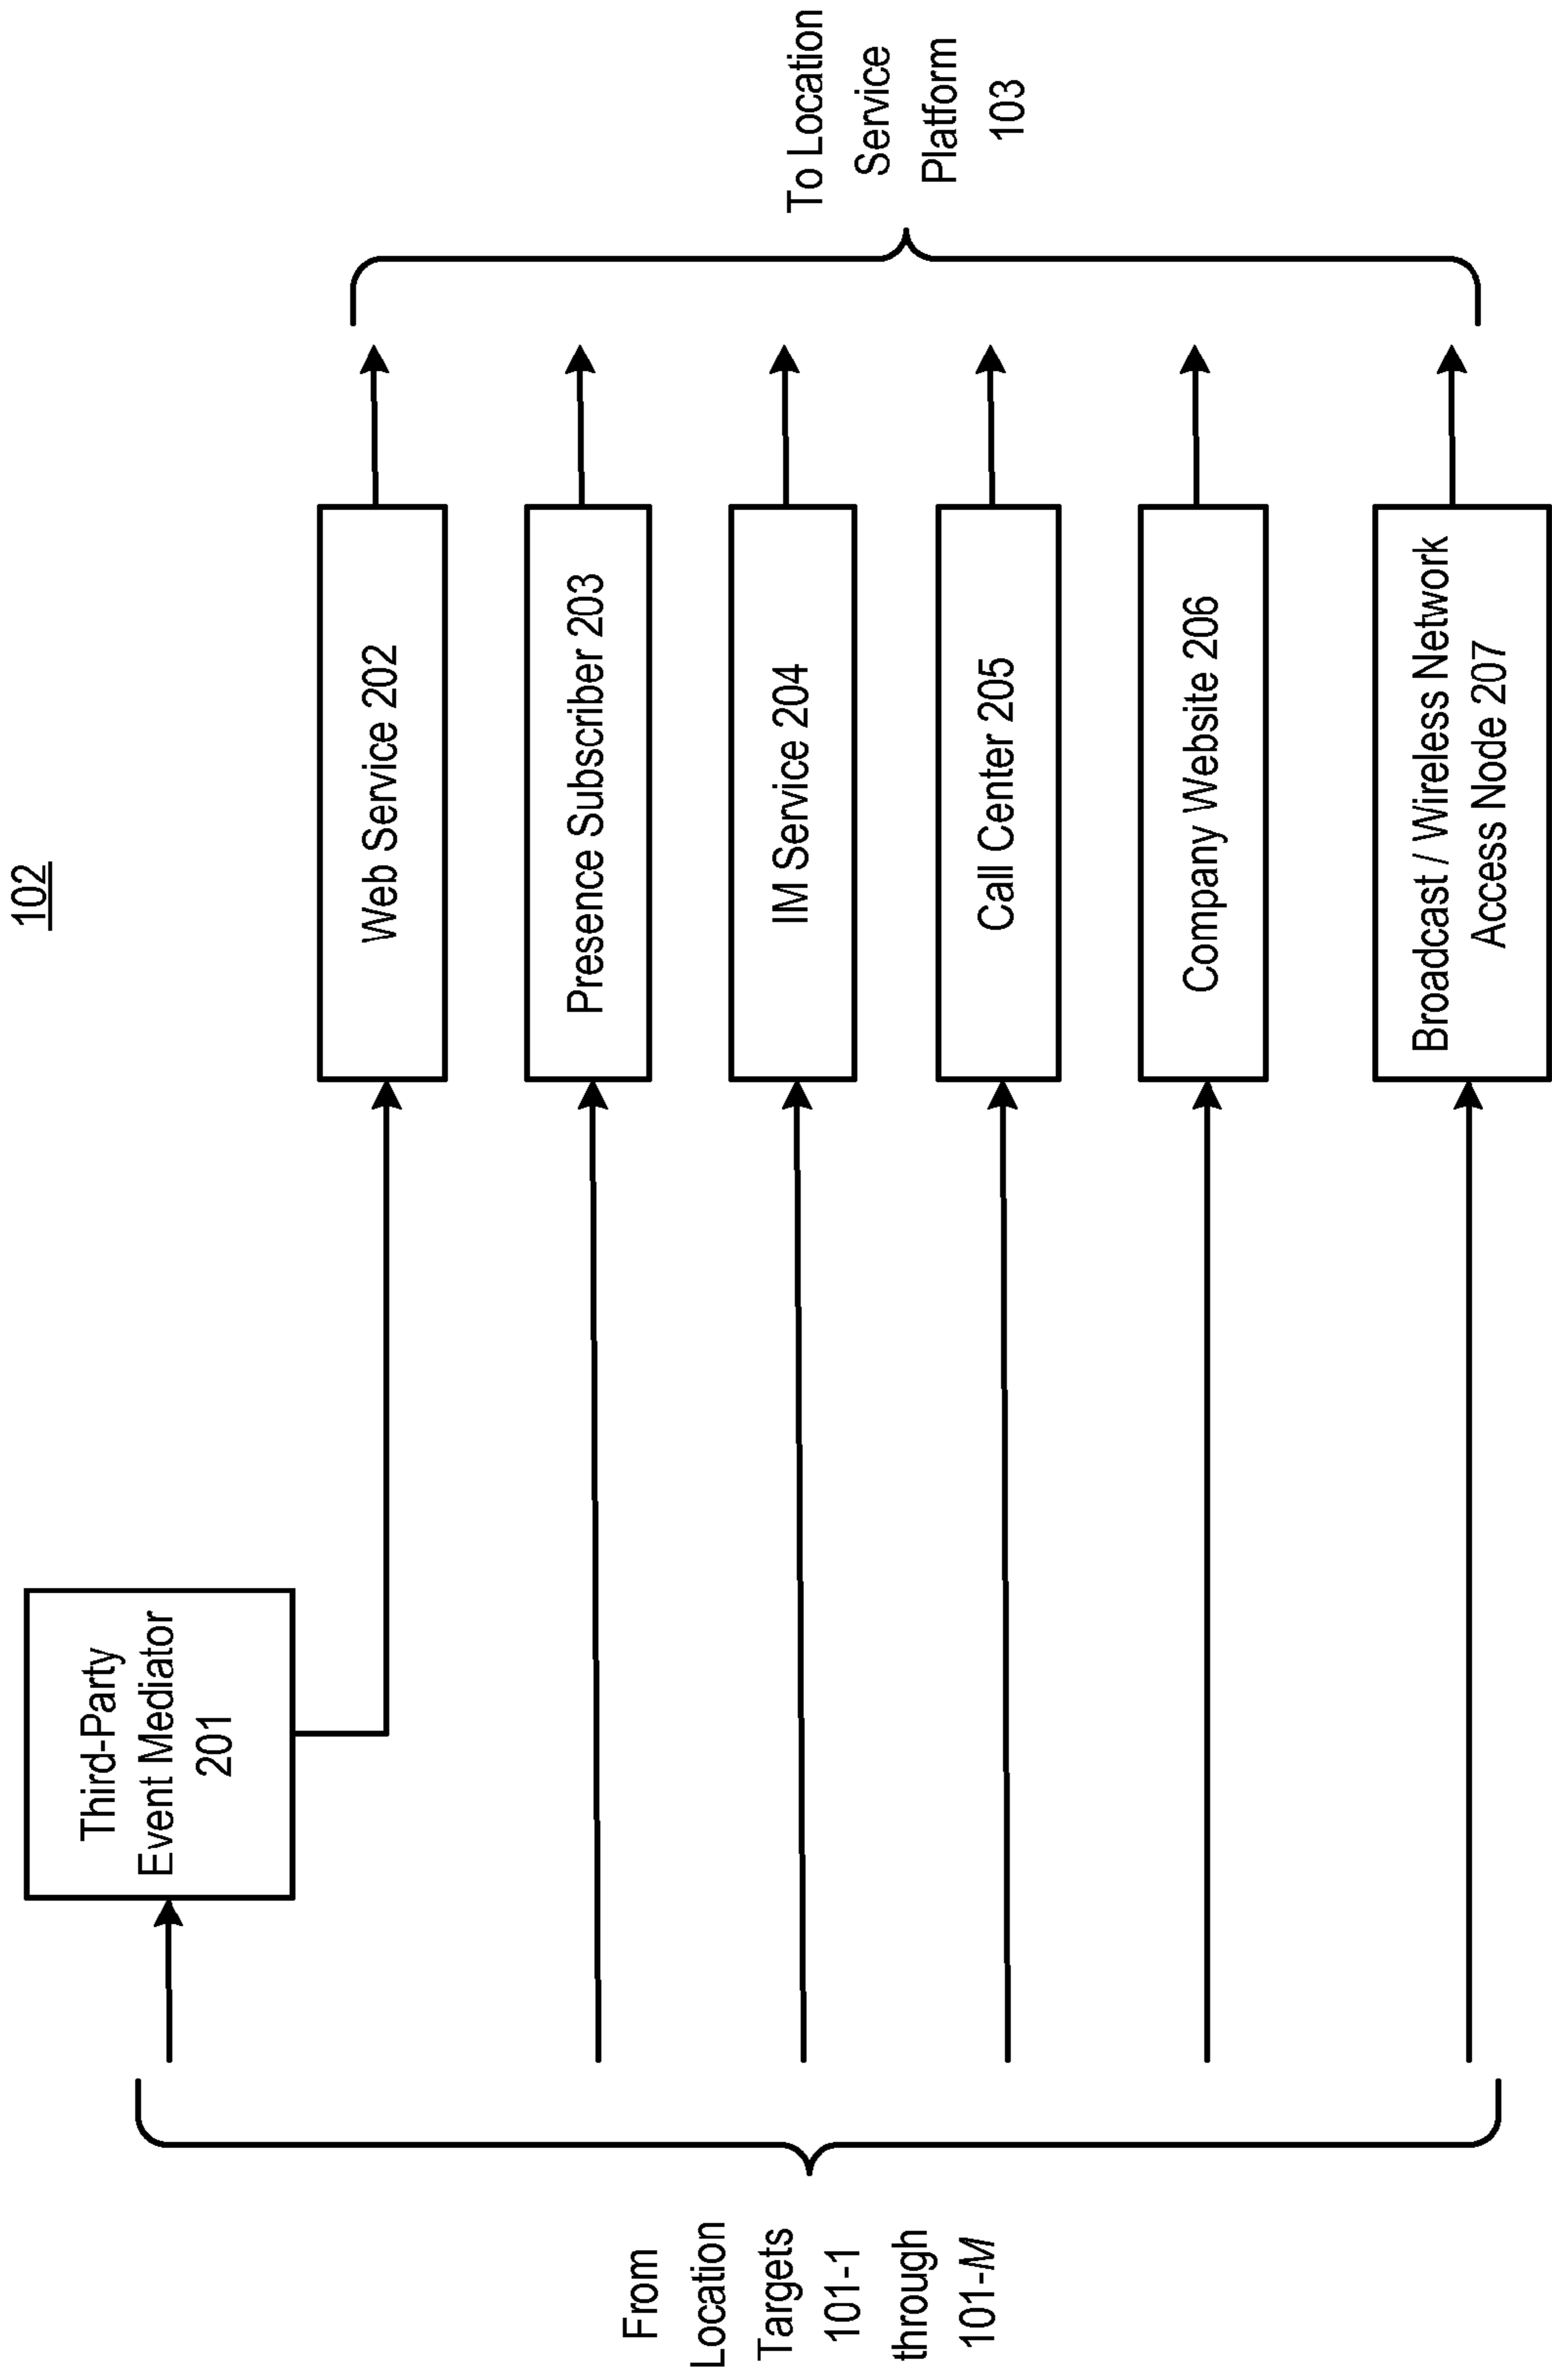 102
Third-Party
Event Mediator
201
Web Service 202
Presence Subscriber 203
IM Service 204
Call Center 205
Company Website 206
Broadcast / Wireless Network
Access Node 207
From
Location
Targets
101-1
through
101-M
To Location
Service
Platform
103